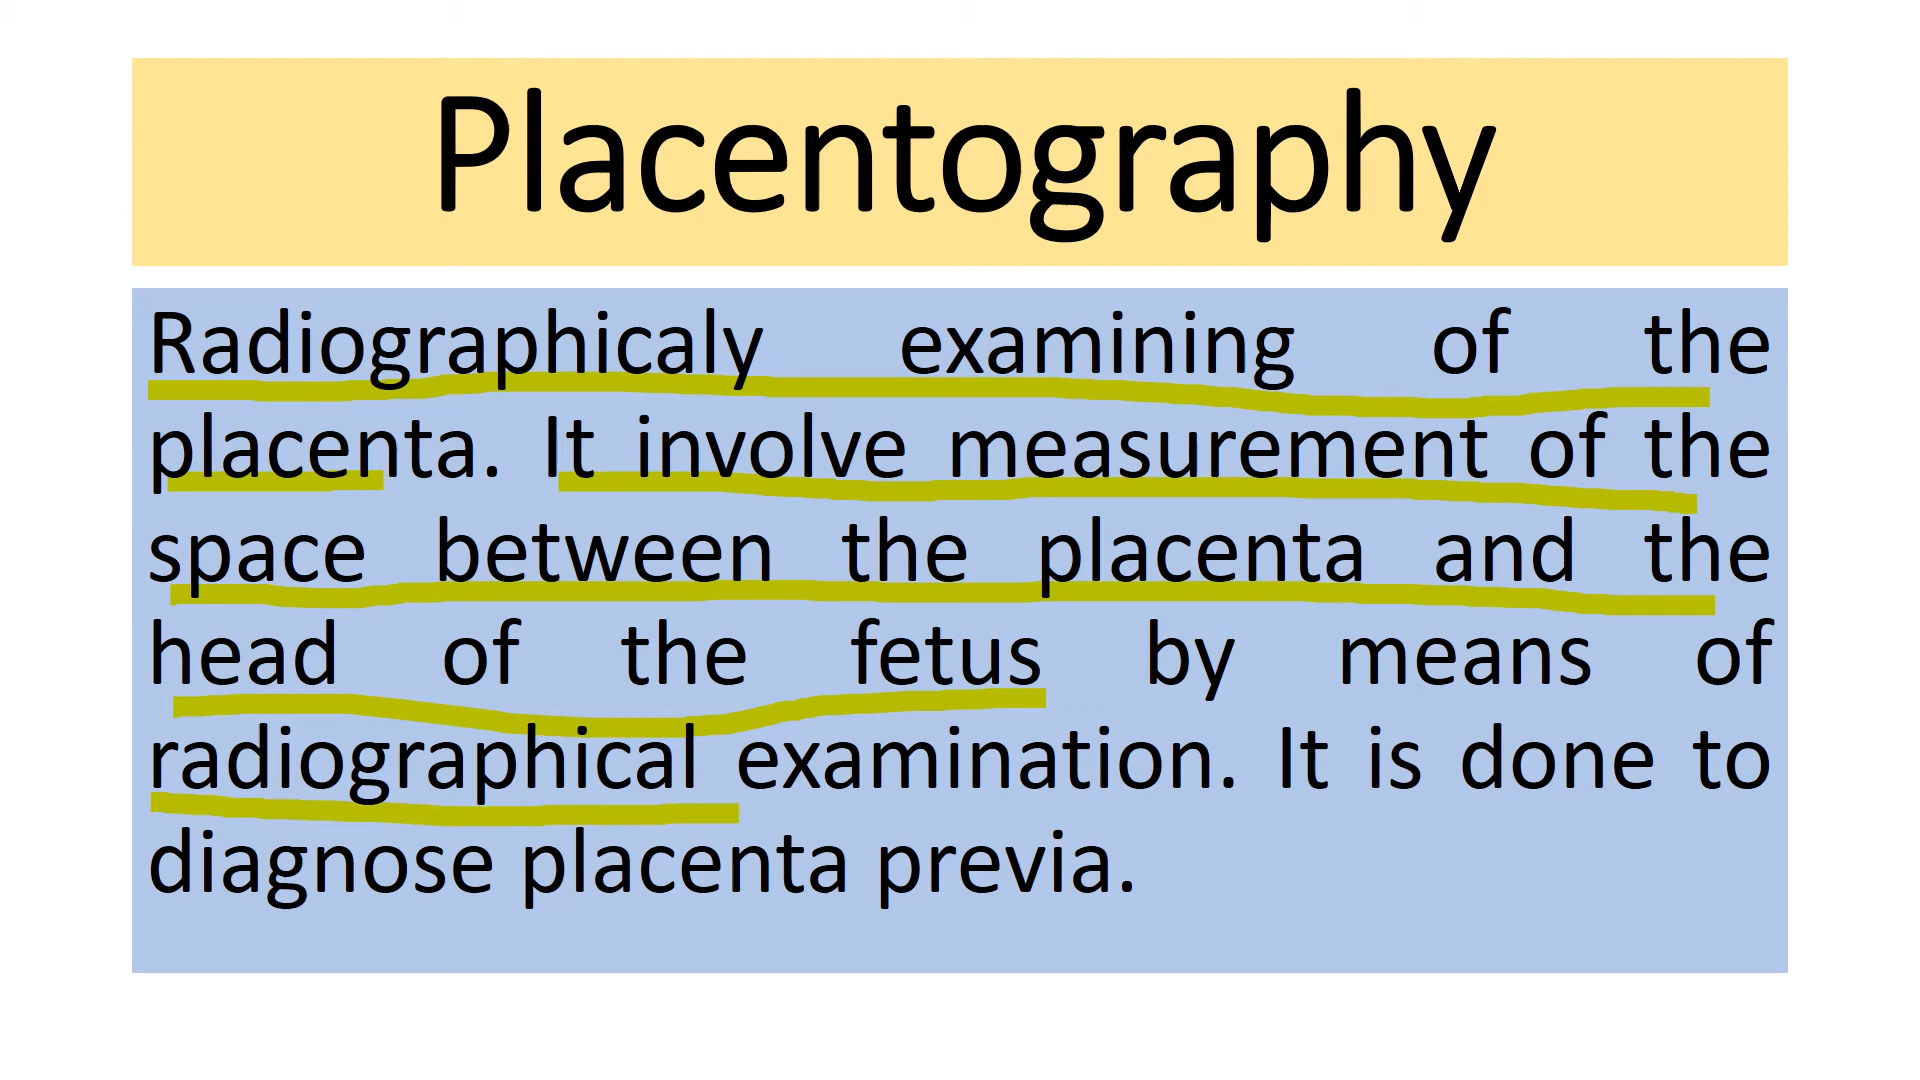 Placentography
Radiographicaly examining of the
placenta. It involve measurement of the
space between the placenta and the
head of the fetus by means of
radiographical examination. It is done to
diagnose placenta previa.